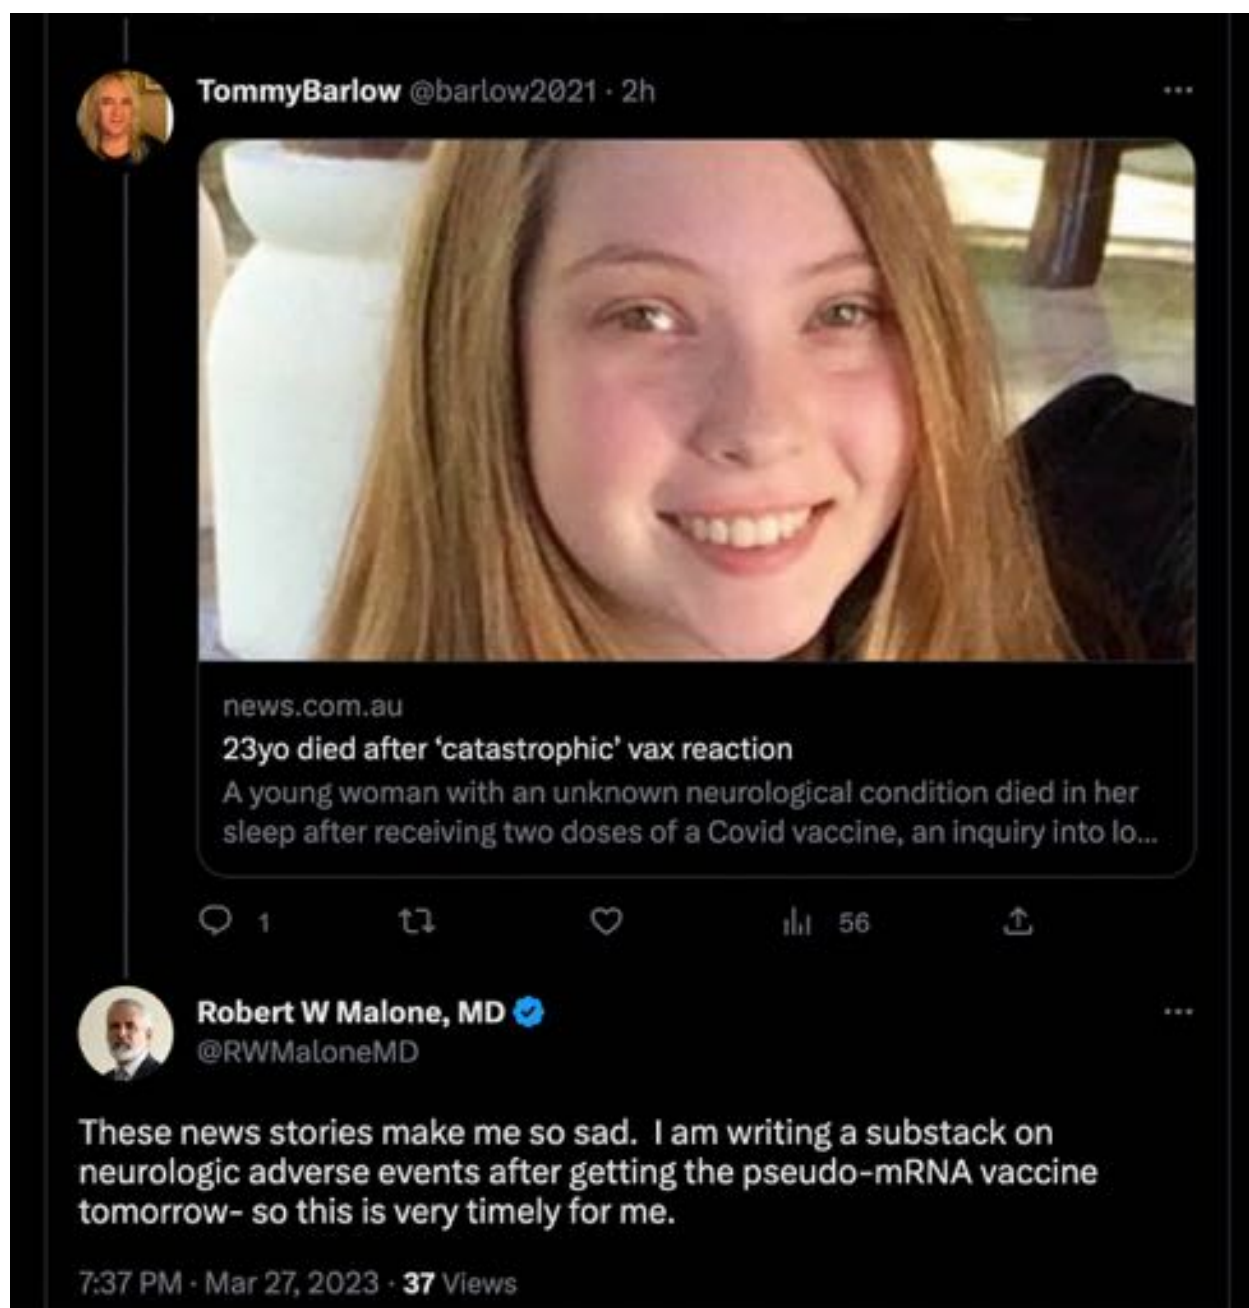 TommyBarlow @barlow2021 · 2h
news.com.au
23yo died after ‘catastrophic’ vax reaction
A young woman with an unknown neurological condition died in her
sleep after receiving two doses of a Covid vaccine, an inquiry into lo...
1 56
Robert W Malone, MD
@RWMaloneMD
These news stories make me so sad.  I am writing a substack on
neurologic adverse events after getting the pseudo-mRNA vaccine
tomorrow- so this is very timely for me.
7:37 PM · Mar 27, 2023 · 37 Views